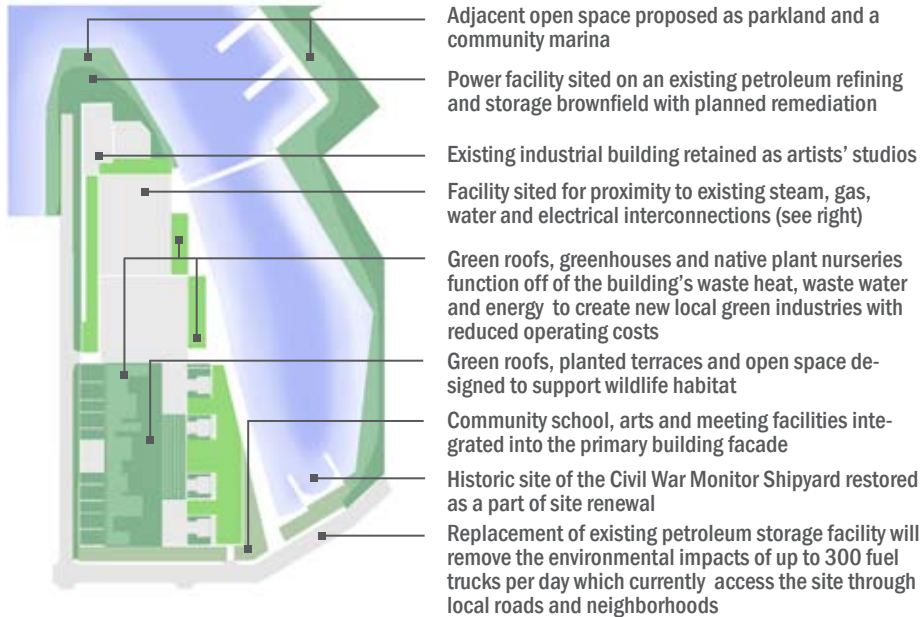 Adjacent open space proposed as parkland and a
community marina
Power facility sited on an existing petroleum refining
and storage brownfield with planned remediation
Existing industrial building retained as artists' studios
Facility sited for proximity to existing steam, gas,
water and electrical interconnections (see right)
Green roofs, greenhouses and native plant nurseries
function off of the building's waste heat, waste water
and energy to create new local green industries with
reduced operating costs
Green roofs, planted terraces and open space de-
signed to support wildlife habitat
Community school, arts and meeting facilities inte-
grated into the primary building facade
Historic site of the Civil War Monitor Shipyard restored
as a part of site renewal
Replacement of existing petroleum storage facility will
remove the environmental impacts of up to 300 fuel
trucks per day which currently access the site through
local roads and neighborhoods